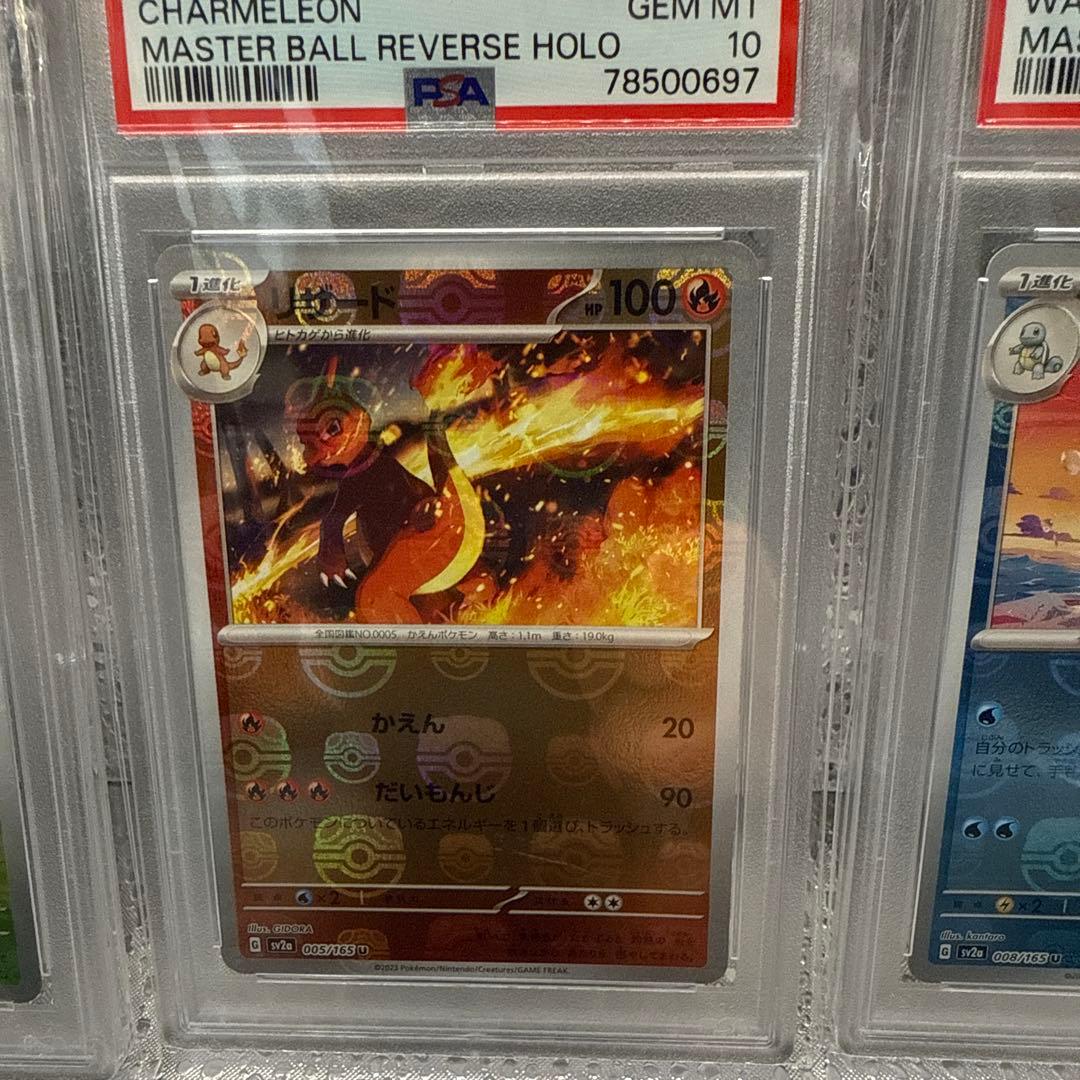 CHARMELEON GEM MT
MASTER BALL REVERSE HOLO 10
PSA 78500697
1進化
リザード HP 100
ヒトカゲから進化
全国図鑑NO.0005 かえんポケモン 高さ:1.1m 重さ:19.0kg
かえん 20
だいもんじ 90
このポケモンについているエネルギーを1個選び、トラッシュする。
×2
Illus. GIDORA
G sv2a 005/165 U
©2023 Pokémon/Nintendo/Creatures/GAME FREAK.
WA
MA
1進化
自分のトラッシ
に見せて、手
×2
Illus. kantaro
G sv2a 008/165 U